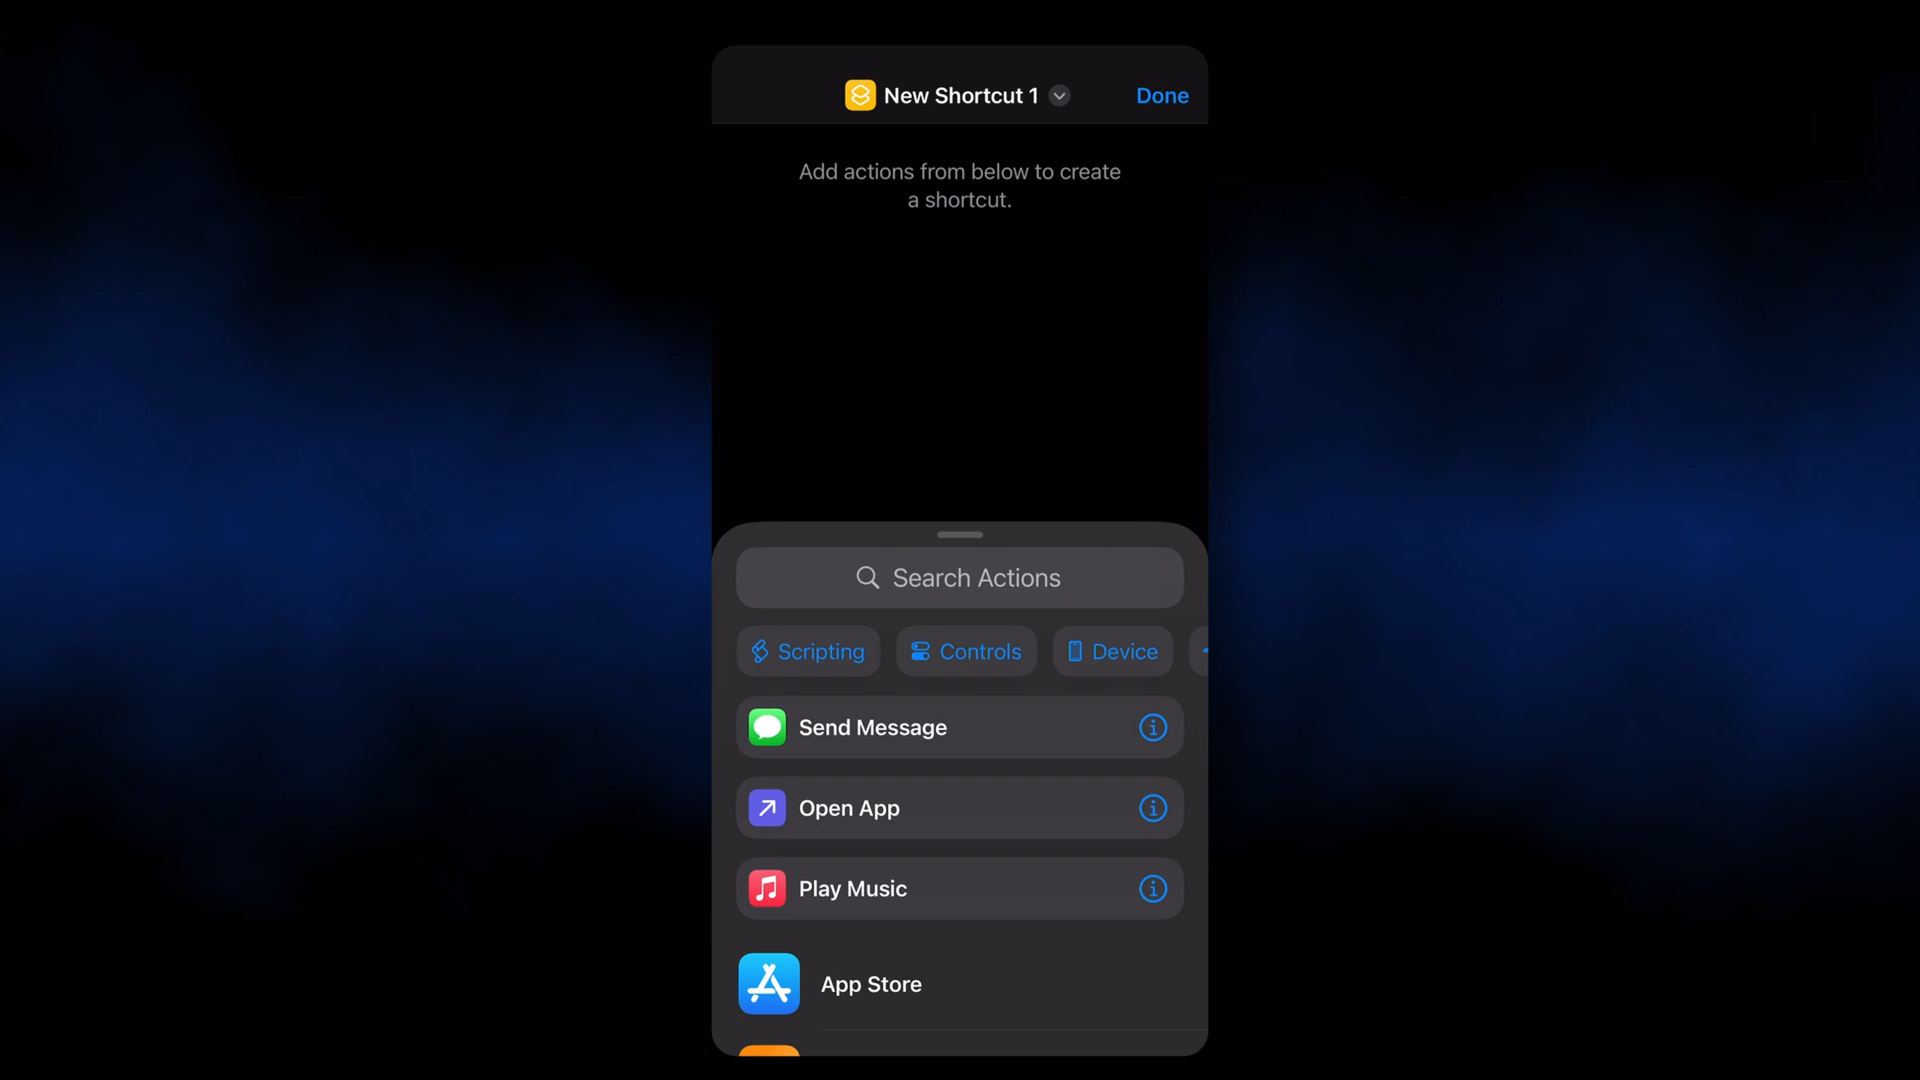 New Shortcut 1
Done
Add actions from below to create
a shortcut.
Search Actions
Scripting
Controls
Device
Send Message
Open App
Play Music
App Store